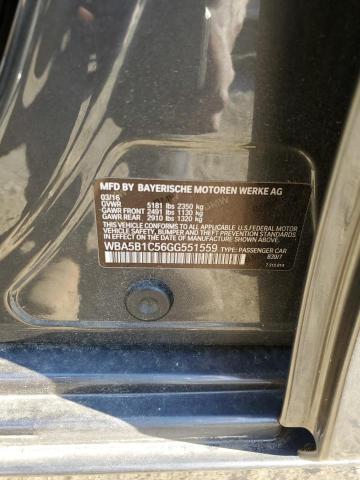 MFD BY BAYERISCHE MOTOREN WERKE AG
03/16
GVWR 5181 lbs 2350 kg
GAWR FRONT 2491 lbs 1130 kg
GAWR REAR 2910 lbs 1320 kg
THIS VEHICLE CONFORMS TO ALL APPLICABLE U.S.FEDERAL MOTOR
VEHICLE SAFETY, BUMPER, AND THEFT PREVENTION STANDARDS
IN EFFECT ON THE DATE OF MANUFACTURE SHOWN ABOVE.
WBA5B1C56GG551559 TYPE: PASSENGER CAR